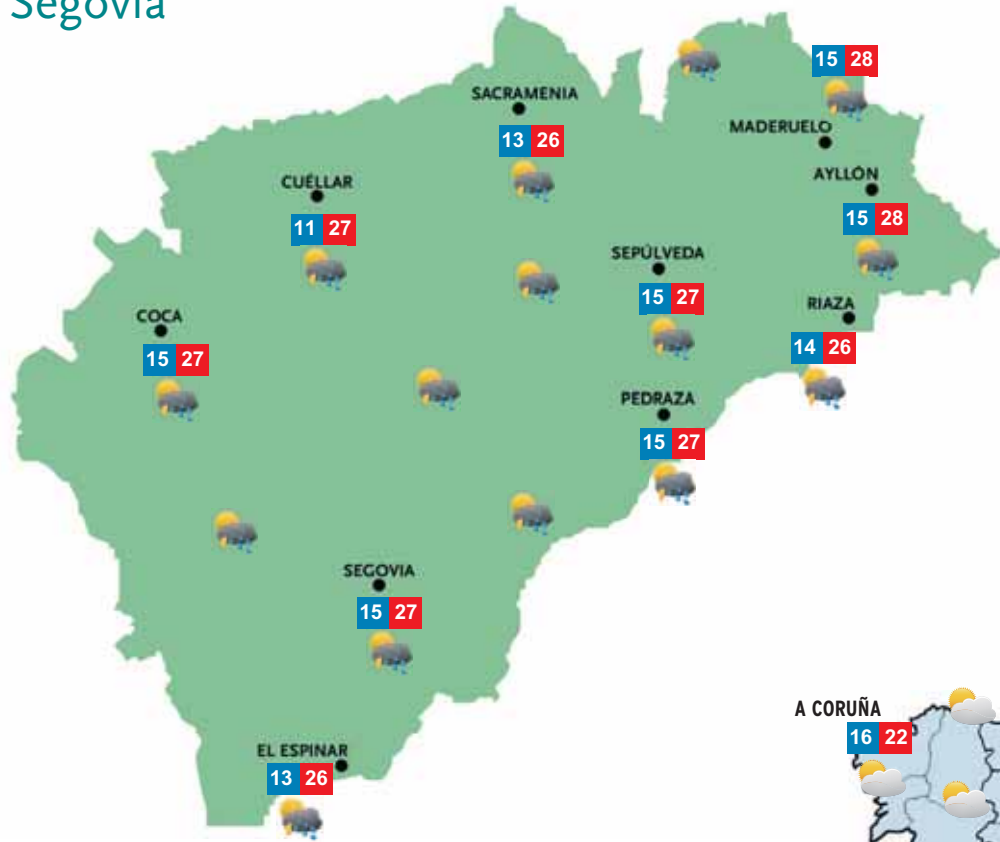 Segovia
15 28
SACRAMENIA
MADERUELO
13 26
CUÉLLAR
AYLLÓN
11 27
15 28
SEPÚLVEDA
15 27
RIAZA
COCA
14 26
15 27
PEDRAZA
15 27
SEGOVIA
15 27
A CORUÑA
16 22
EL ESPINAR
13 26